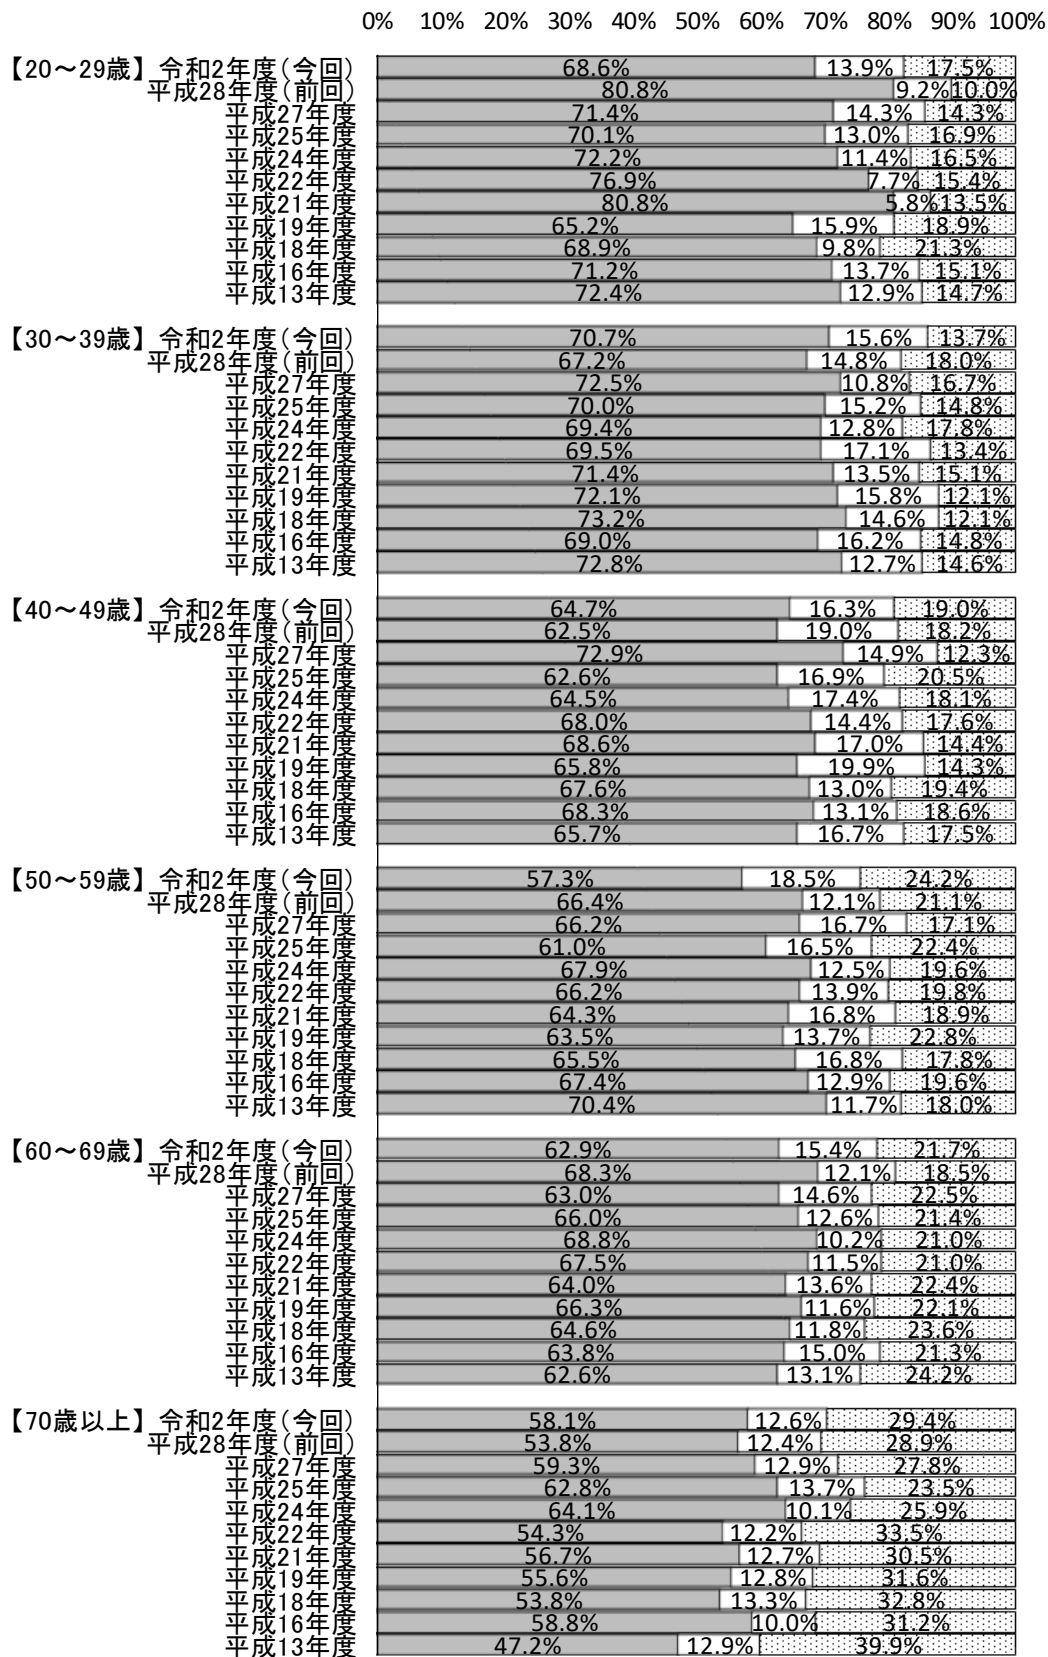 0% 10% 20% 30% 40% 50% 60% 70% 80% 90% 100%
【20～29歳】令和2年度(今回) 68.6% 13.9% 17.5%
平成28年度(前回) 80.8% 9.2% 10.0%
平成27年度 71.4% 14.3% 14.3%
平成25年度 70.1% 13.0% 16.9%
平成24年度 72.2% 11.4% 16.5%
平成22年度 76.9% 7.7% 15.4%
平成21年度 80.8% 5.8% 13.5%
平成19年度 65.2% 15.9% 18.9%
平成18年度 68.9% 9.8% 21.3%
平成16年度 71.2% 13.7% 15.1%
平成13年度 72.4% 12.9% 14.7%
【30～39歳】令和2年度(今回) 70.7% 15.6% 13.7%
平成28年度(前回) 67.2% 14.8% 18.0%
平成27年度 72.5% 10.8% 16.7%
平成25年度 70.0% 15.2% 14.8%
平成24年度 69.4% 12.8% 17.8%
平成22年度 69.5% 17.1% 13.4%
平成21年度 71.4% 13.5% 15.1%
平成19年度 72.1% 15.8% 12.1%
平成18年度 73.2% 14.6% 12.1%
平成16年度 69.0% 16.2% 14.8%
平成13年度 72.8% 12.7% 14.6%
【40～49歳】令和2年度(今回) 64.7% 16.3% 19.0%
平成28年度(前回) 62.5% 19.0% 18.2%
平成27年度 72.9% 14.9% 12.3%
平成25年度 62.6% 16.9% 20.5%
平成24年度 64.5% 17.4% 18.1%
平成22年度 68.0% 14.4% 17.6%
平成21年度 68.6% 17.0% 14.4%
平成19年度 65.8% 19.9% 14.3%
平成18年度 67.6% 13.0% 19.4%
平成16年度 68.3% 13.1% 18.6%
平成13年度 65.7% 16.7% 17.5%
【50～59歳】令和2年度(今回) 57.3% 18.5% 24.2%
平成28年度(前回) 66.4% 12.1% 21.1%
平成27年度 66.2% 16.7% 17.1%
平成25年度 61.0% 16.5% 22.4%
平成24年度 67.9% 12.5% 19.6%
平成22年度 66.2% 13.9% 19.8%
平成21年度 64.3% 16.8% 18.9%
平成19年度 63.5% 13.7% 22.8%
平成18年度 65.5% 16.8% 17.8%
平成16年度 67.4% 12.9% 19.6%
平成13年度 70.4% 11.7% 18.0%
【60～69歳】令和2年度(今回) 62.9% 15.4% 21.7%
平成28年度(前回) 68.3% 12.1% 18.5%
平成27年度 63.0% 14.6% 22.5%
平成25年度 66.0% 12.6% 21.4%
平成24年度 68.8% 10.2% 21.0%
平成22年度 67.5% 11.5% 21.0%
平成21年度 64.0% 13.6% 22.4%
平成19年度 66.3% 11.6% 22.1%
平成18年度 64.6% 11.8% 23.6%
平成16年度 63.8% 15.0% 21.3%
平成13年度 62.6% 13.1% 24.2%
【70歳以上】令和2年度(今回) 58.1% 12.6% 29.4%
平成28年度(前回) 53.8% 12.4% 28.9%
平成27年度 59.3% 12.9% 27.8%
平成25年度 62.8% 13.7% 23.5%
平成24年度 64.1% 10.1% 25.9%
平成22年度 54.3% 12.2% 33.5%
平成21年度 56.7% 12.7% 30.5%
平成19年度 55.6% 12.8% 31.6%
平成18年度 53.8% 13.3% 32.8%
平成16年度 58.8% 10.0% 31.2%
平成13年度 47.2% 12.9% 39.9%